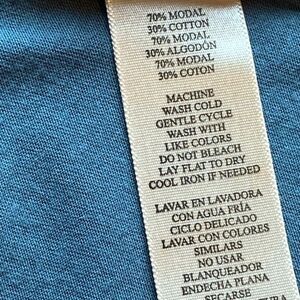 70% MODAL
30% COTTON
70% MODAL
30% ALGODÓN
70% MODAL
30% COTON
MACHINE
WASH COLD
GENTLE CYCLE
WASH WITH
LIKE COLORS
DO NOT BLEACH
LAY FLAT TO DRY
COOL IRON IF NEEDED
LAVAR EN LAVADORA
CON AGUA FRÍA
CICLO DELICADO
LAVAR CON COLORES
SIMILARS
NO USAR
BLANQUEADOR
ENDECHA PLANA
SECARSE